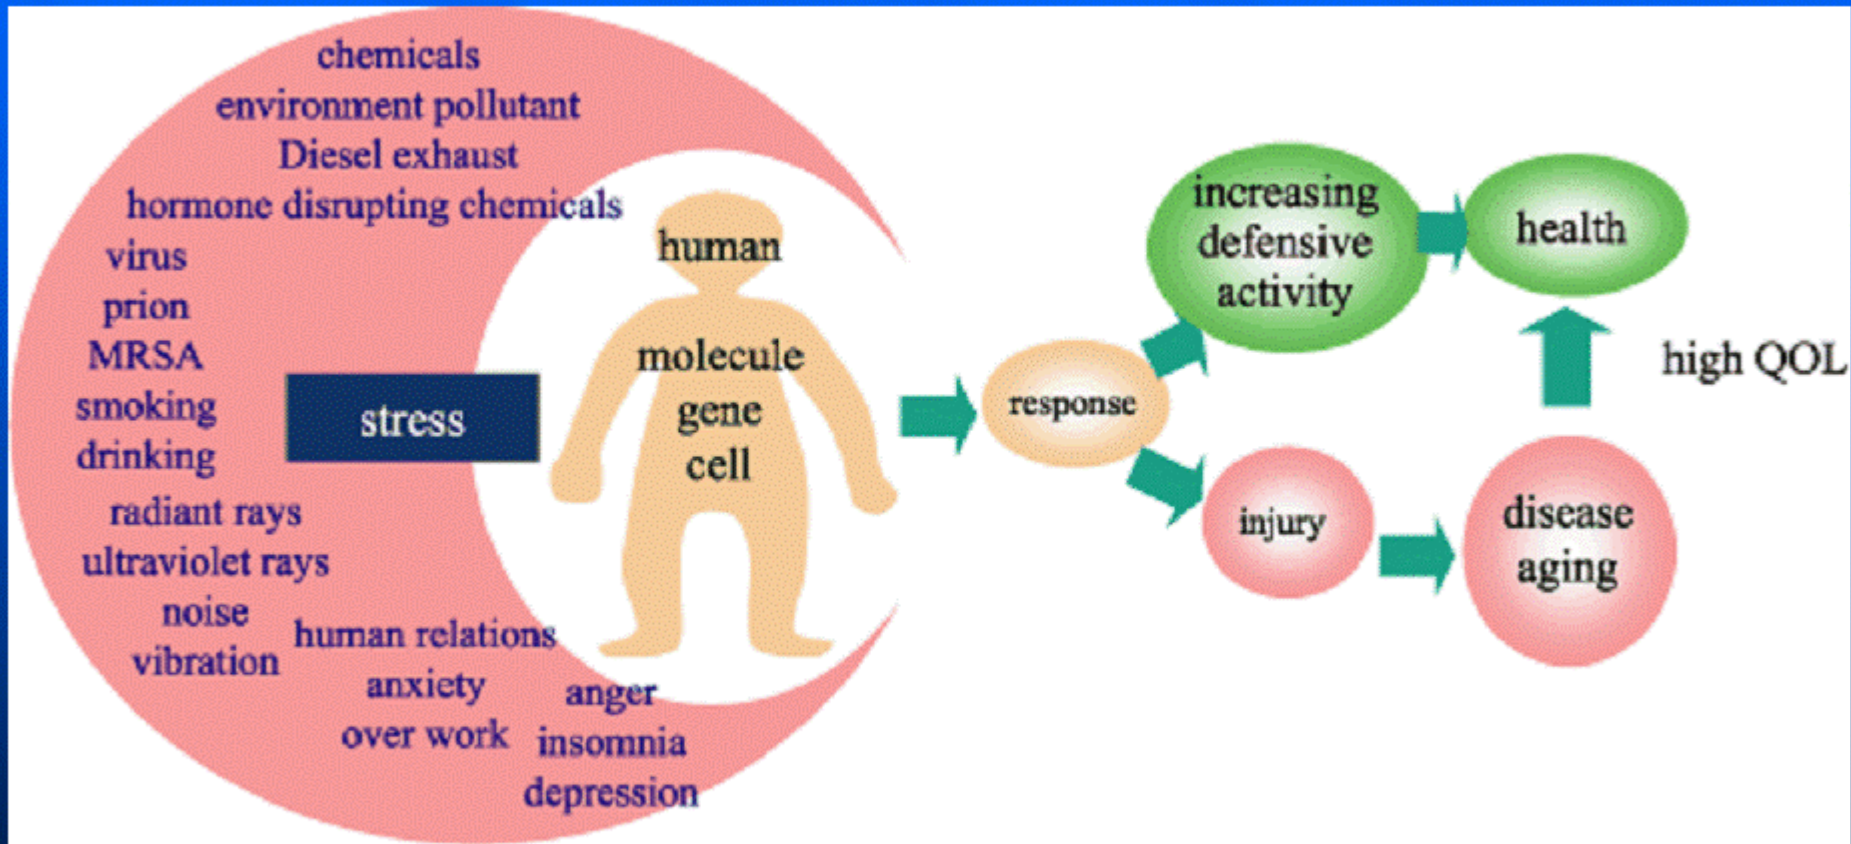 chemicals
environment pollutant
Diesel exhaust
hormone disrupting chemicals
virus
prion
MRSA
smoking
drinking
radiant rays
ultraviolet rays
noise
vibration
human relations
anxiety
over work
anger
insomnia
depression
stress
human
molecule
gene
cell
response
increasing
defensive
activity
health
injury
disease
aging
high QOL